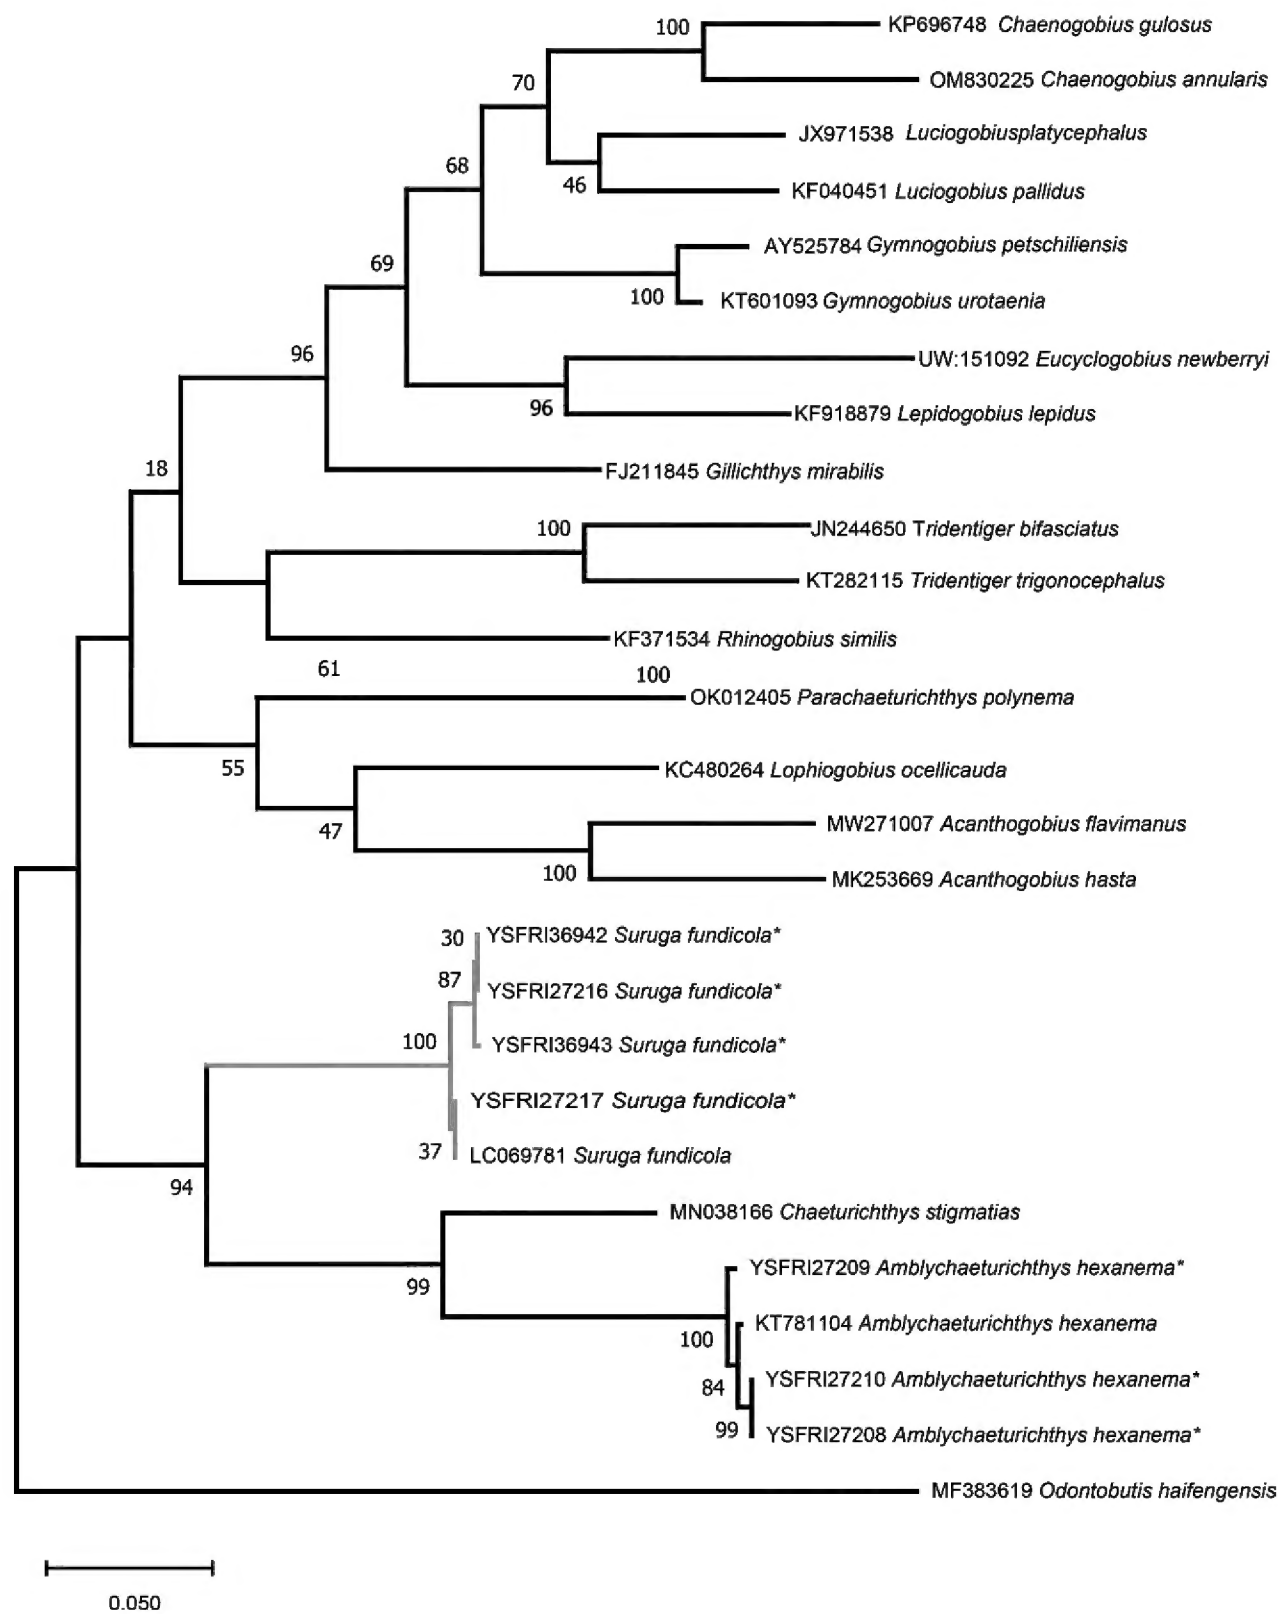 100
KP696748 Chaenogobius gulosus
OM830225 Chaenogobius annularis
70
JX971538 Luciogobiusplatycephalus
68
46
KF040451 Luciogobius pallidus
AY525784 Gymnogobius petschiliensis
69
100
KT601093 Gymnogobius urotaenia
96
UW:151092 Eucyclogobius newberryi
96
KF918879 Lepidogobius lepidus
18
FJ211845 Gillichthys mirabilis
100
JN244650 Tridentiger bifasciatus
KT282115 Tridentiger trigonocephalus
KF371534 Rhinogobius similis
61
100
OK012405 Parachaeturichthys polynema
55
KC480264 Lophiogobius ocellicauda
47
MW271007 Acanthogobius flavimanus
100
MK253669 Acanthogobius hasta
30
YSFRI36942 Suruga fundicola*
87
YSFRI27216 Suruga fundicola*
100
YSFRI36943 Suruga fundicola*
YSFRI27217 Suruga fundicola*
37
LC069781 Suruga fundicola
94
MN038166 Chaeturichthys stigmatias
99
YSFRI27209 Amblychaeturichthys hexanema*
100
KT781104 Amblychaeturichthys hexanema
84
YSFRI27210 Amblychaeturichthys hexanema*
99
YSFRI27208 Amblychaeturichthys hexanema*
MF383619 Odontobutis haifengensis
0.050